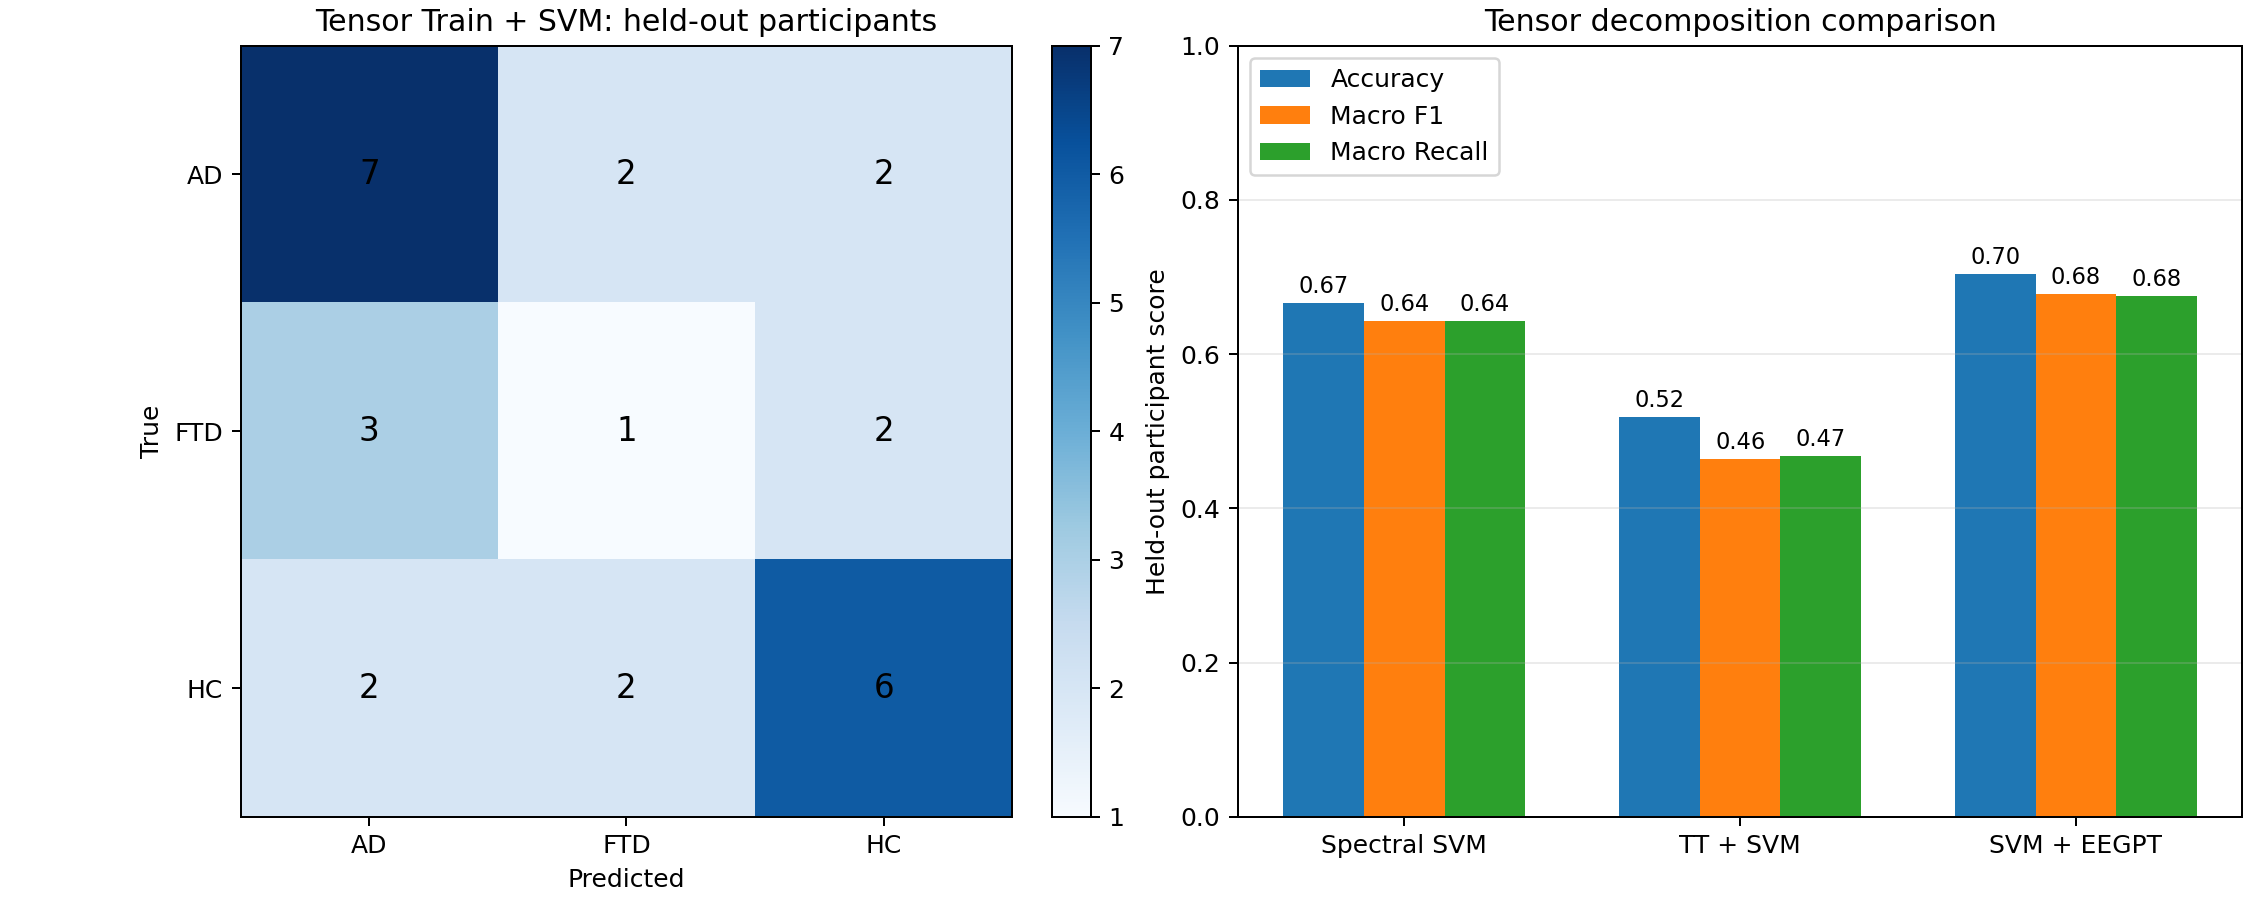 Tensor Train + SVM: held-out participants
AD
7
2
2
FTD
3
1
2
HC
2
2
6
AD
FTD
HC
Predicted
True
7
6
5
4
3
2
1
Tensor decomposition comparison
Held-out participant score
1.0
0.8
0.6
0.4
0.2
0.0
Accuracy
Macro F1
Macro Recall
0.67
0.64
0.64
0.52
0.46
0.47
0.70
0.68
0.68
Spectral SVM
TT + SVM
SVM + EEGPT